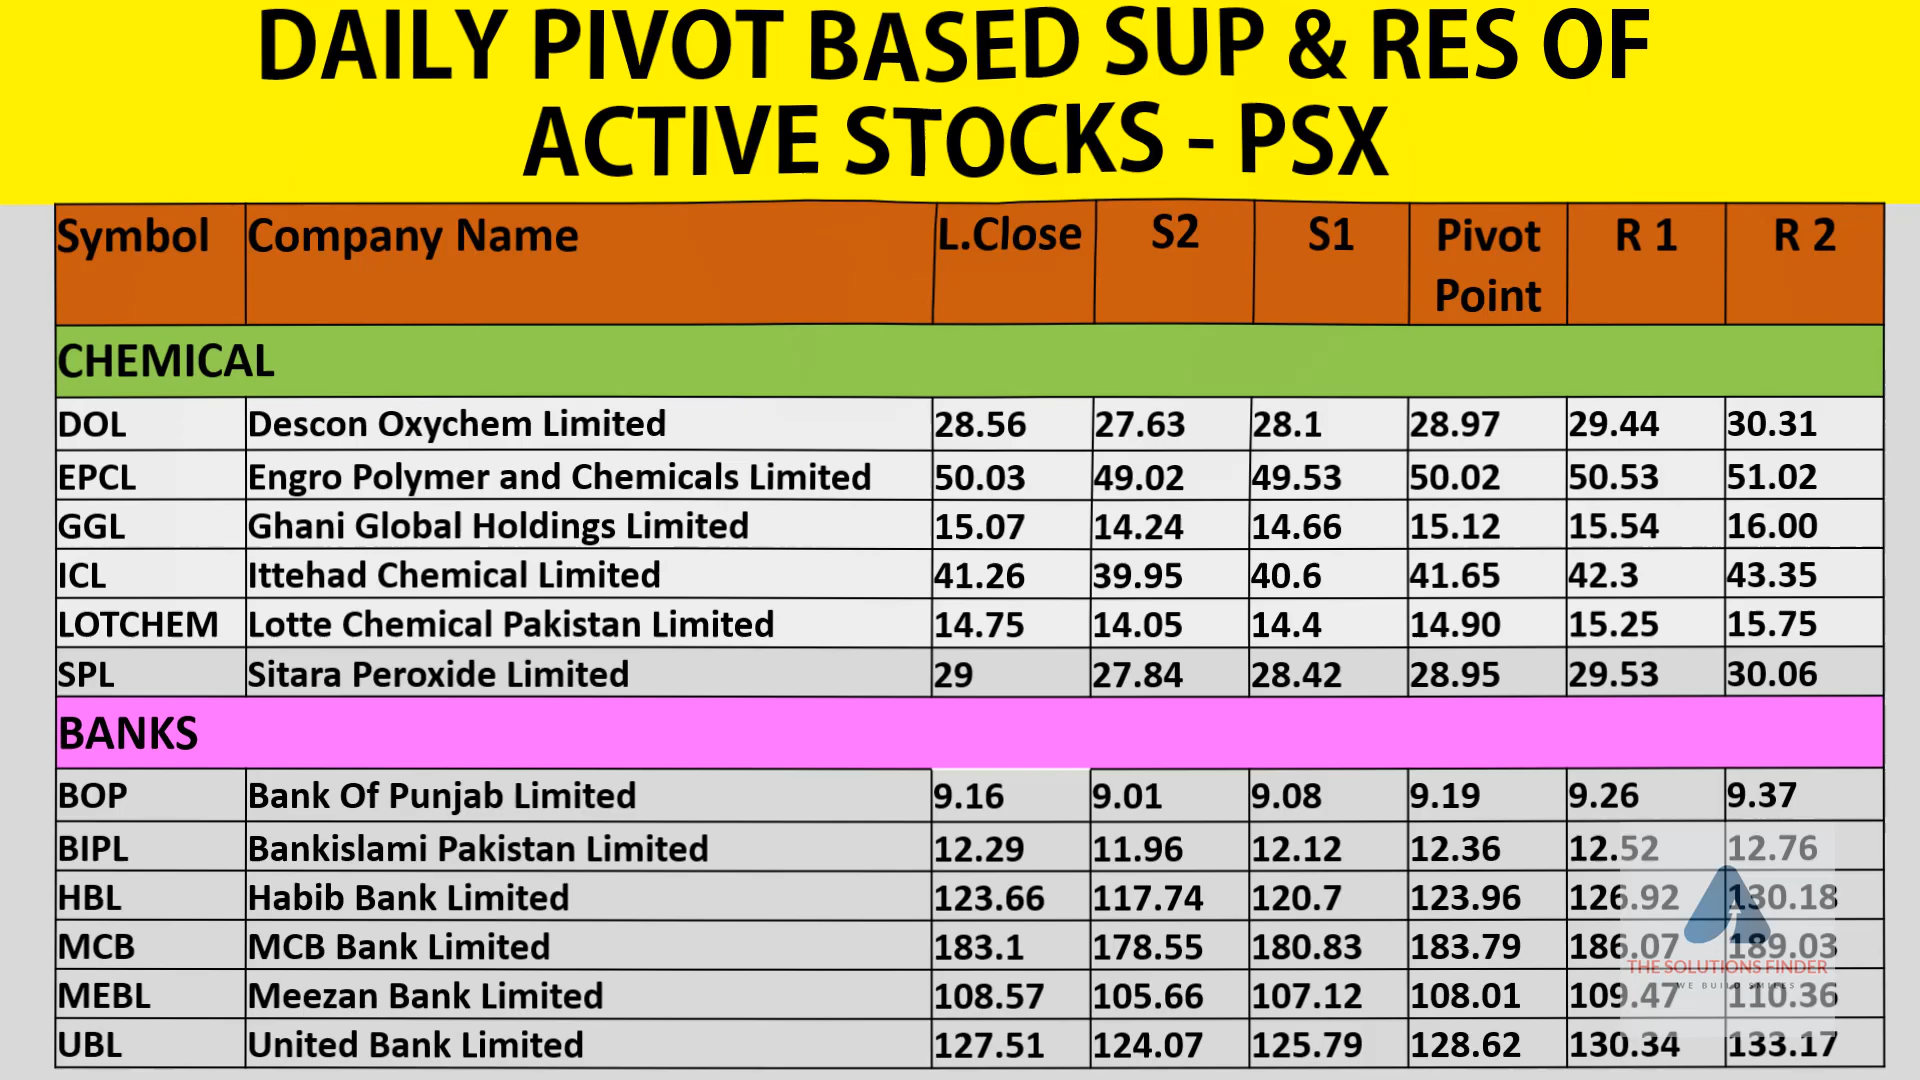 DAILY PIVOT BASED SUP & RES OF
ACTIVE STOCKS - PSX
Symbol Company Name L.Close S2 S1 Pivot Point R 1 R 2
CHEMICAL
DOL Descon Oxychem Limited 28.56 27.63 28.1 28.97 29.44 30.31
EPCL Engro Polymer and Chemicals Limited 50.03 49.02 49.53 50.02 50.53 51.02
GGL Ghani Global Holdings Limited 15.07 14.24 14.66 15.12 15.54 16.00
ICL Ittehad Chemical Limited 41.26 39.95 40.6 41.65 42.3 43.35
LOTCHEM Lotte Chemical Pakistan Limited 14.75 14.05 14.4 14.90 15.25 15.75
SPL Sitara Peroxide Limited 29 27.84 28.42 28.95 29.53 30.06
BANKS
BOP Bank Of Punjab Limited 9.16 9.01 9.08 9.19 9.26 9.37
BIPL Bankislami Pakistan Limited 12.29 11.96 12.12 12.36 12.52 12.76
HBL Habib Bank Limited 123.66 117.74 120.7 123.96 126.92 130.18
MCB MCB Bank Limited 183.1 178.55 180.83 183.79 186.07 189.03
MEBL Meezan Bank Limited 108.57 105.66 107.12 108.01 109.47 110.36
UBL United Bank Limited 127.51 124.07 125.79 128.62 130.34 133.17
THE SOLUTIONS FINDER
WE BUILD SMILES